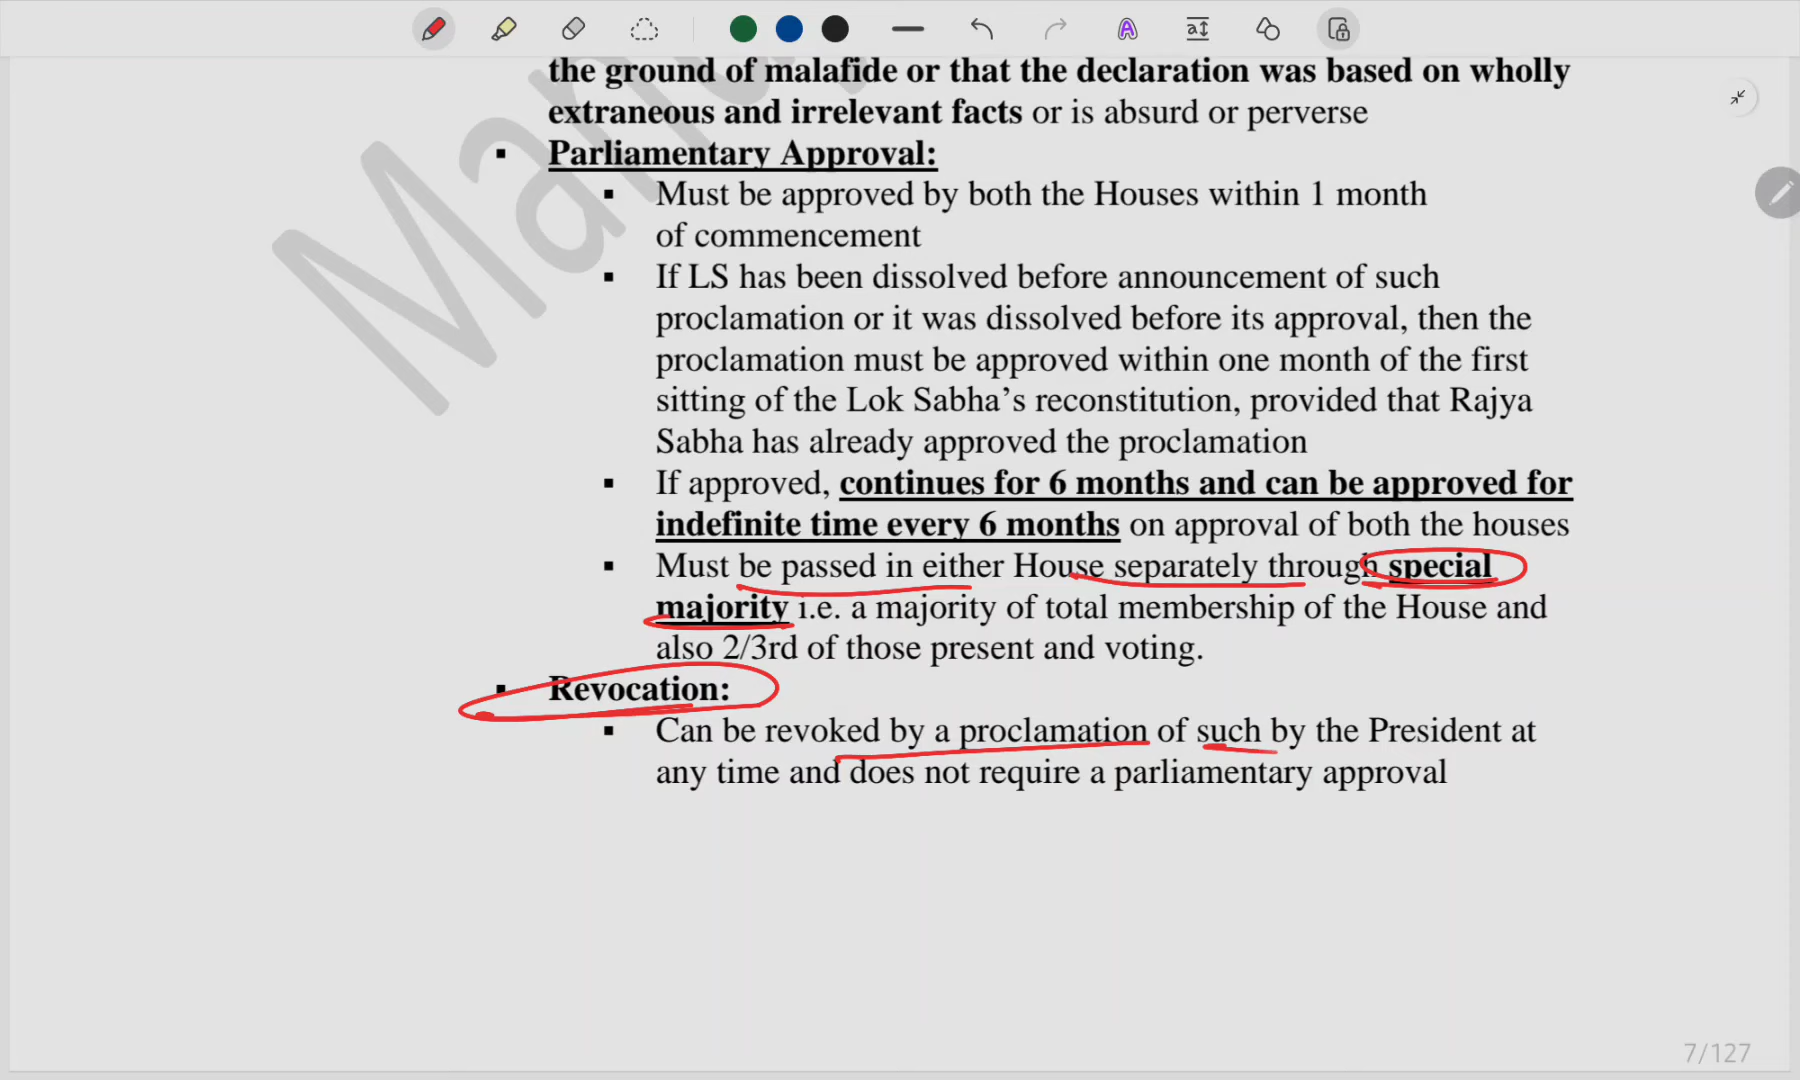 the ground of malafide or that the declaration was based on wholly
extraneous and irrelevant facts or is absurd or perverse
▪ Parliamentary Approval:
▪ Must be approved by both the Houses within 1 month
of commencement
▪ If LS has been dissolved before announcement of such
proclamation or it was dissolved before its approval, then the
proclamation must be approved within one month of the first
sitting of the Lok Sabha’s reconstitution, provided that Rajya
Sabha has already approved the proclamation
▪ If approved, continues for 6 months and can be approved for
indefinite time every 6 months on approval of both the houses
▪ Must be passed in either House separately through special
majority i.e. a majority of total membership of the House and
also 2/3rd of those present and voting.
▪ Revocation:
▪ Can be revoked by a proclamation of such by the President at
any time and does not require a parliamentary approval
7/127